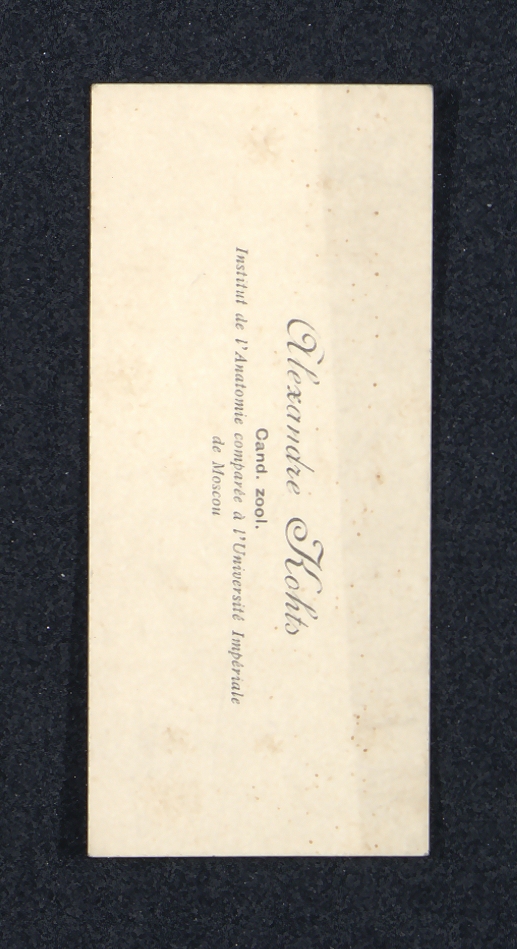 Alexandre Kohts
Cand. zool.
Institut de l'Anatomie comparée à l'Université Impériale
de Moscou